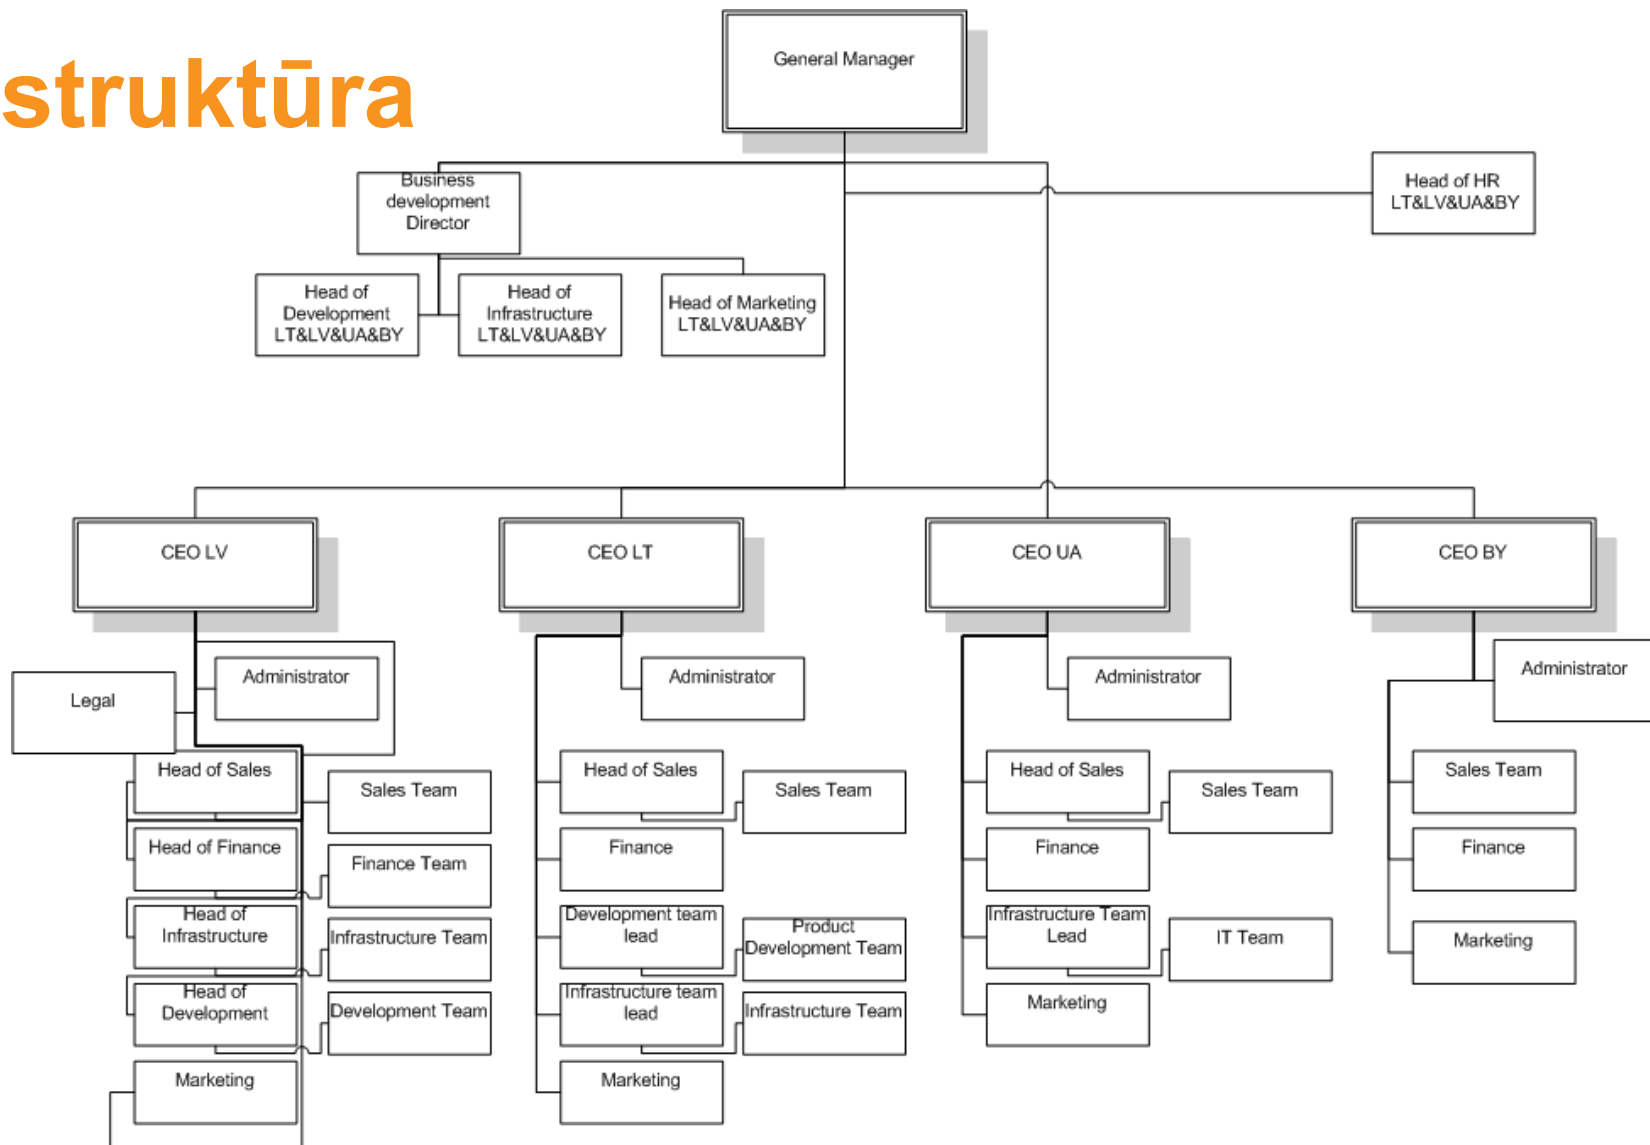 struktūra
General Manager
Business
development
Director
Head of HR
LT&LV&UA&BY
Head of
Development
LT&LV&UA&BY
Head of
Infrastructure
LT&LV&UA&BY
Head of Marketing
LT&LV&UA&BY
CEO LV
CEO LT
CEO UA
CEO BY
Legal
Administrator
Head of Sales
Sales Team
Head of Finance
Finance Team
Head of
Infrastructure
Infrastructure Team
Head of
Development
Development Team
Marketing
Administrator
Head of Sales
Sales Team
Finance
Development team
lead
Product
Development Team
Infrastructure team
lead
Infrastructure Team
Marketing
Administrator
Head of Sales
Sales Team
Finance
Infrastructure Team
Lead
IT Team
Marketing
Administrator
Sales Team
Finance
Marketing